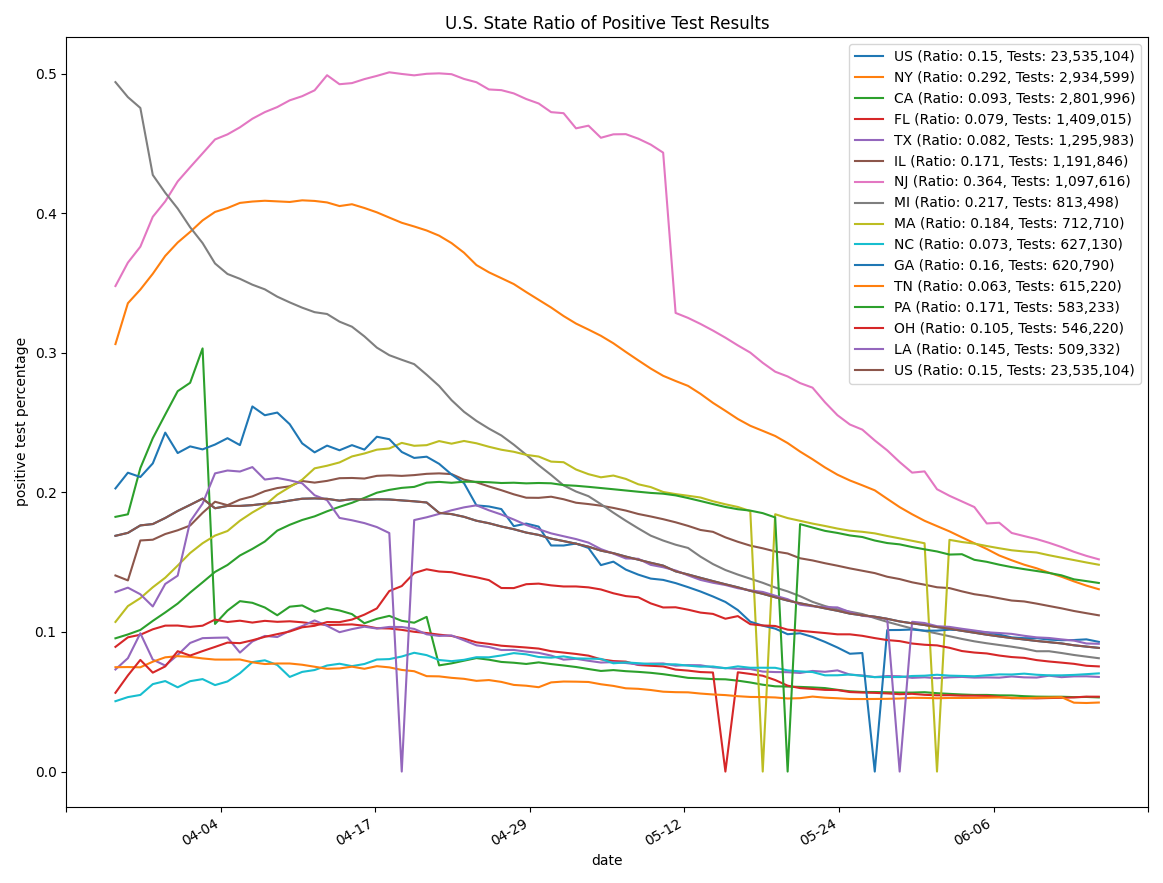 U.S. State Ratio of Positive Test Results
US (Ratio: 0.15, Tests: 23,535,104)
NY (Ratio: 0.292, Tests: 2,934,599)
CA (Ratio: 0.093, Tests: 2,801,996)
FL (Ratio: 0.079, Tests: 1,409,015)
TX (Ratio: 0.082, Tests: 1,295,983)
IL (Ratio: 0.171, Tests: 1,191,846)
NJ (Ratio: 0.364, Tests: 1,097,616)
MI (Ratio: 0.217, Tests: 813,498)
MA (Ratio: 0.184, Tests: 712,710)
NC (Ratio: 0.073, Tests: 627,130)
GA (Ratio: 0.16, Tests: 620,790)
TN (Ratio: 0.063, Tests: 615,220)
PA (Ratio: 0.171, Tests: 583,233)
OH (Ratio: 0.105, Tests: 546,220)
LA (Ratio: 0.145, Tests: 509,332)
US (Ratio: 0.15, Tests: 23,535,104)
positive test percentage
0.5
0.4
0.3
0.2
0.1
0.0
04-04
04-17
04-29
05-12
05-24
06-06
date